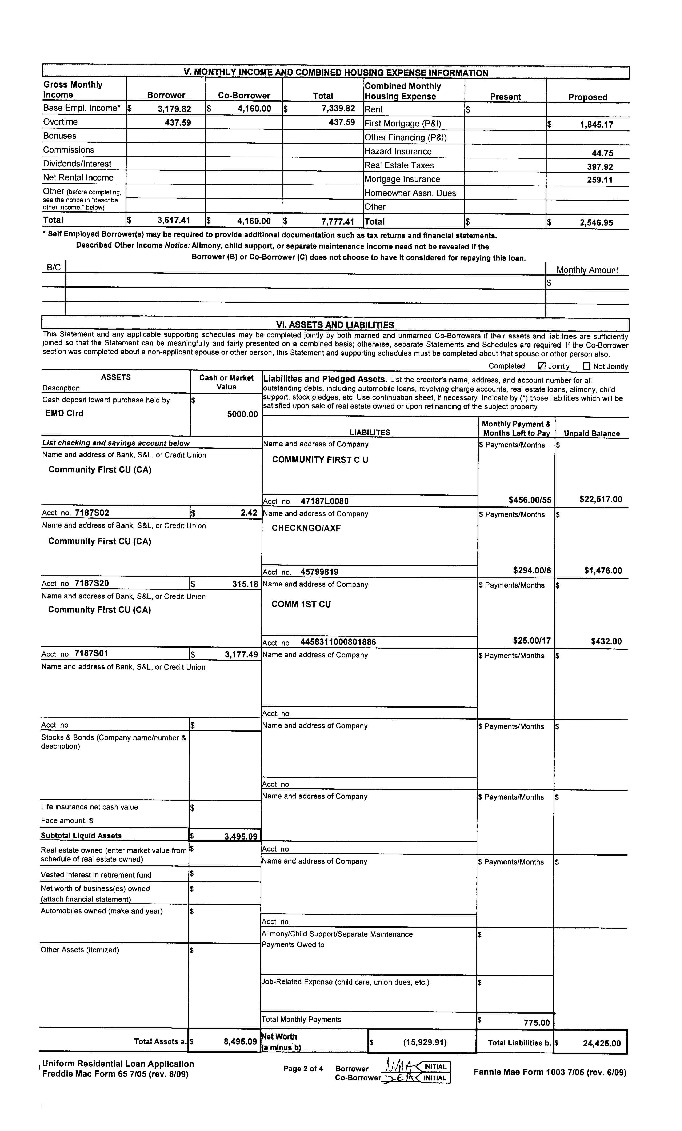 V. MONTHLY INCOME AND COMBINED HOUSING EXPENSE INFORMATION
Gross Monthly Income Borrower Co-Borrower Total Combined Monthly Housing Expense Present Proposed
Base Empl. Income* $ 3,179.82 $ 4,160.00 $ 7,339.82 Rent $
Overtime 437.59 437.59 First Mortgage (P&I) $ 1,845.17
Bonuses Other Financing (P&I)
Commissions Hazard Insurance 44.75
Dividends/Interest Real Estate Taxes 397.92
Net Rental Income Mortgage Insurance 259.11
Other (before completing, see the notice in "describe other income," below) Homeowner Assn. Dues
Other
Total $ 3,617.41 $ 4,160.00 $ 7,777.41 Total $ $ 2,546.95
* Self Employed Borrower(s) may be required to provide additional documentation such as tax returns and financial statements.
Described Other Income Notice: Alimony, child support, or separate maintenance income need not be revealed if the
Borrower (B) or Co-Borrower (C) does not choose to have it considered for repaying this loan.
B/C Monthly Amount
$
VI. ASSETS AND LIABILITIES
This Statement and any applicable supporting schedules may be completed jointly by both married and unmarried Co-Borrowers if their assets and liabilities are sufficiently
joined so that the Statement can be meaningfully and fairly presented on a combined basis; otherwise, separate Statements and Schedules are required. If the Co-Borrower
section was completed about a non-applicant spouse or other person, this Statement and supporting schedules must be completed about that spouse or other person also.
Completed Jointly Not Jointly
ASSETS Cash or Market Value
Description
Cash deposit toward purchase held by $
EMD Clrd 5000.00
Liabilities and Pledged Assets. List the creditor's name, address, and account number for all
outstanding debts, including automobile loans, revolving charge accounts, real estate loans, alimony, child
support, stock pledges, etc. Use continuation sheet, if necessary. Indicate by (*) those liabilities which will be
satisfied upon sale of real estate owned or upon refinancing of the subject property.
LIABILITES Monthly Payment & Months Left to Pay Unpaid Balance
List checking and savings account below
Name and address of Bank, S&L, or Credit Union
Community First CU (CA)
Acct. no. 7187S02 $ 2.42
Name and address of Bank, S&L, or Credit Union
Community First CU (CA)
Acct. no. 7187S20 $ 315.18
Name and address of Bank, S&L, or Credit Union
Community First CU (CA)
Acct. no. 7187S01 $ 3,177.49
Name and address of Bank, S&L, or Credit Union
Acct. no. $
Stocks & Bonds (Company name/number & description)
Life insurance net cash value $
Face amount: $
Subtotal Liquid Assets $ 3,495.09
Real estate owned (enter market value from schedule of real estate owned) $
Vested interest in retirement fund $
Net worth of business(es) owned (attach financial statement) $
Automobiles owned (make and year) $
Other Assets (itemized) $
Name and address of Company $ Payments/Months $
COMMUNITY FIRST C U
Acct. no. 47187L0080 $456.00/55 $22,517.00
Name and address of Company $ Payments/Months $
CHECKNGO/AXF
Acct. no. 45799819 $294.00/6 $1,476.00
Name and address of Company $ Payments/Months $
COMM 1ST CU
Acct. no. 4458311000801886 $25.00/17 $432.00
Name and address of Company $ Payments/Months $
Acct. no.
Name and address of Company $ Payments/Months $
Acct. no.
Name and address of Company $ Payments/Months $
Acct. no.
Name and address of Company $ Payments/Months $
Acct. no.
Alimony/Child Support/Separate Maintenance Payments Owed to: $
Job-Related Expense (child care, union dues, etc.) $
Total Monthly Payments $ 775.00
Total Assets a. $ 8,495.09 Net Worth (a minus b) $ (15,929.91) Total Liabilities b. $ 24,425.00
Uniform Residential Loan Application
Freddie Mac Form 65 7/05 (rev. 6/09)
Page 2 of 4
Borrower INITIAL
Co-Borrower INITIAL
Fannie Mae Form 1003 7/05 (rev. 6/09)